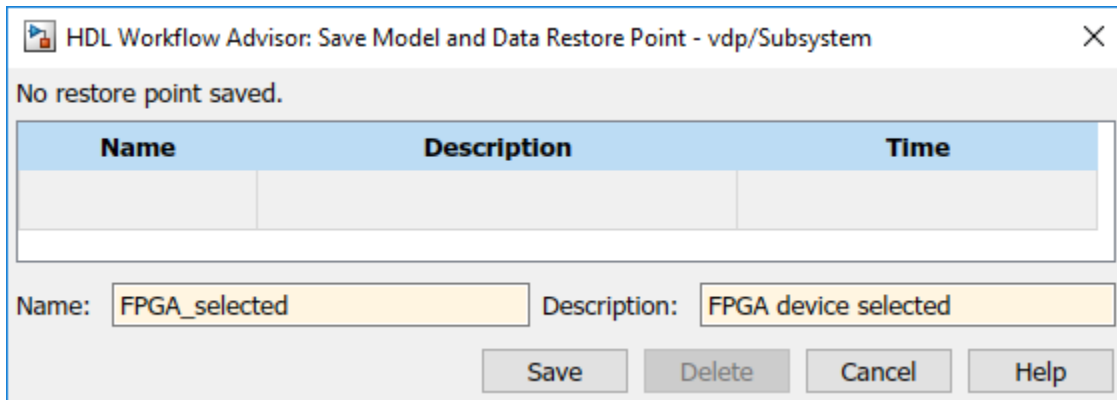 HDL Workflow Advisor: Save Model and Data Restore Point - vdp/Subsystem
No restore point saved.
Name Description Time
Name: FPGA_selected Description: FPGA device selected
Save Delete Cancel Help